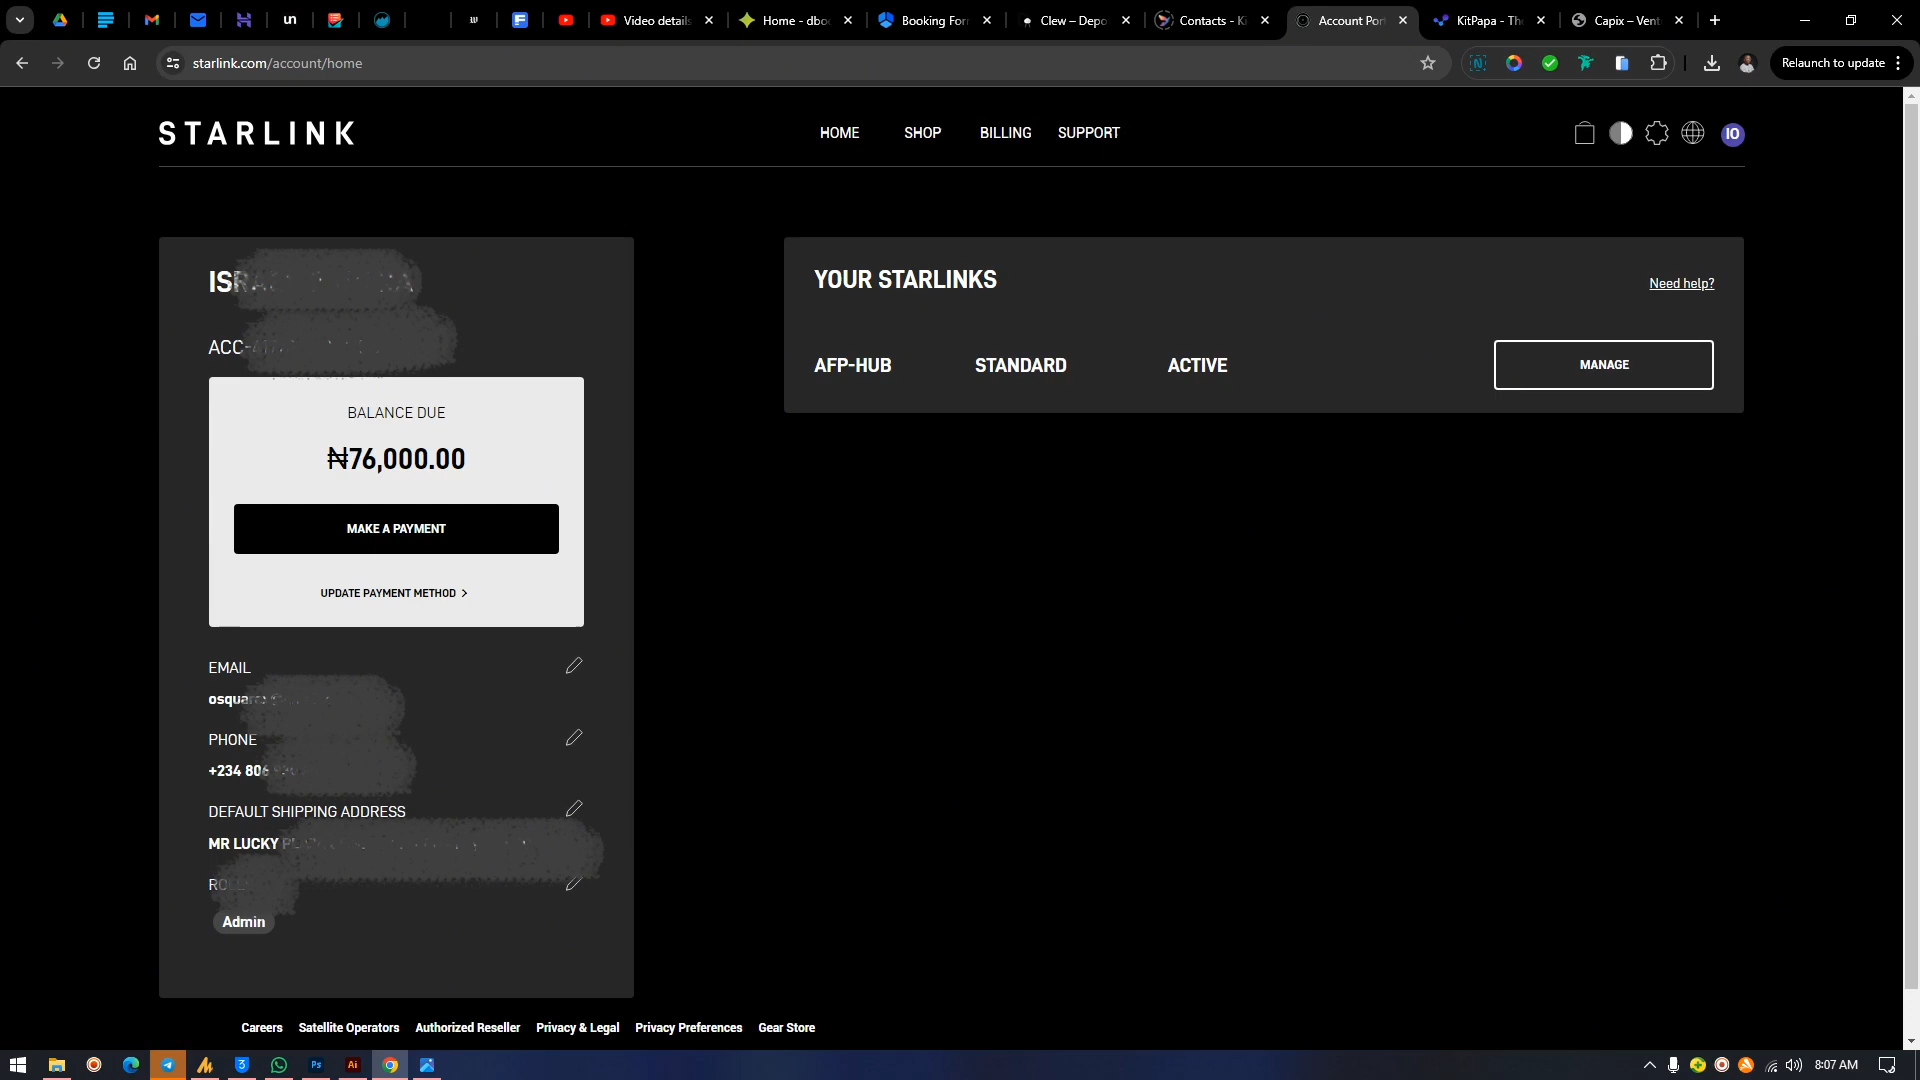 Video details
Home - dbo
Booking For
Clew – Depo
Contacts - Ki
Account Por
KitPapa - Th
Capix – Vent
starlink.com/account/home
Relaunch to update
STARLINK
HOME SHOP BILLING SUPPORT
IO
YOUR STARLINKS
Need help?
AFP-HUB STANDARD ACTIVE MANAGE
ACC-
BALANCE DUE
₦76,000.00
MAKE A PAYMENT
UPDATE PAYMENT METHOD >
EMAIL
PHONE
+234 806
DEFAULT SHIPPING ADDRESS
MR LUCKY
Admin
Careers Satellite Operators Authorized Reseller Privacy & Legal Privacy Preferences Gear Store
8:07 AM